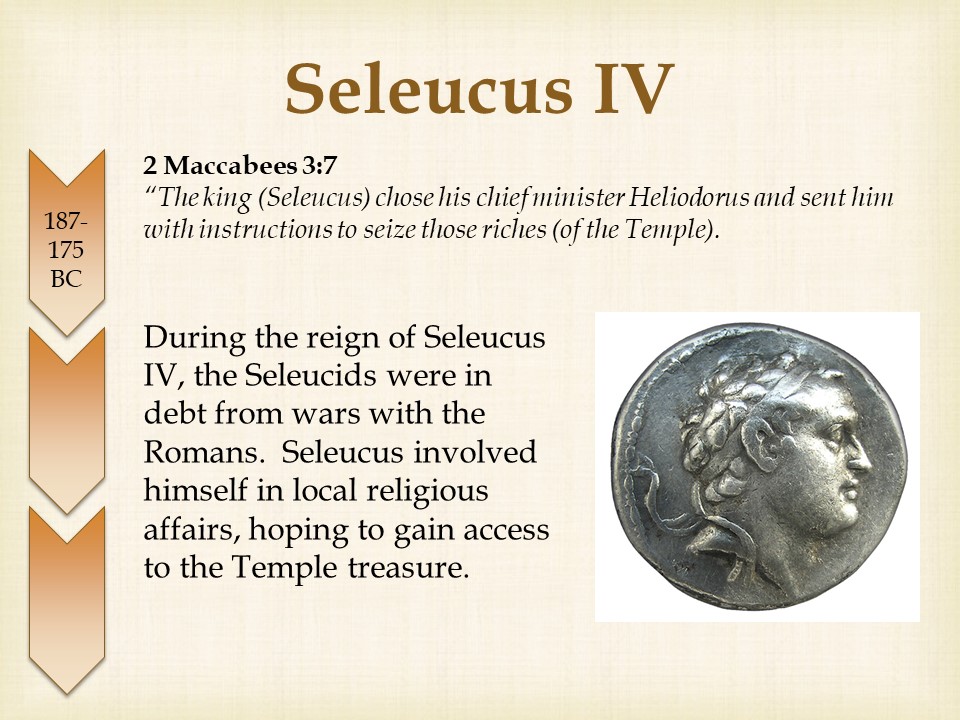 Seleucus IV
187-
175
BC
2 Maccabees 3:7
“The king (Seleucus) chose his chief minister Heliodorus and sent him
with instructions to seize those riches (of the Temple).
During the reign of Seleucus
IV, the Seleucids were in
debt from wars with the
Romans.  Seleucus involved
himself in local religious
affairs, hoping to gain access
to the Temple treasure.